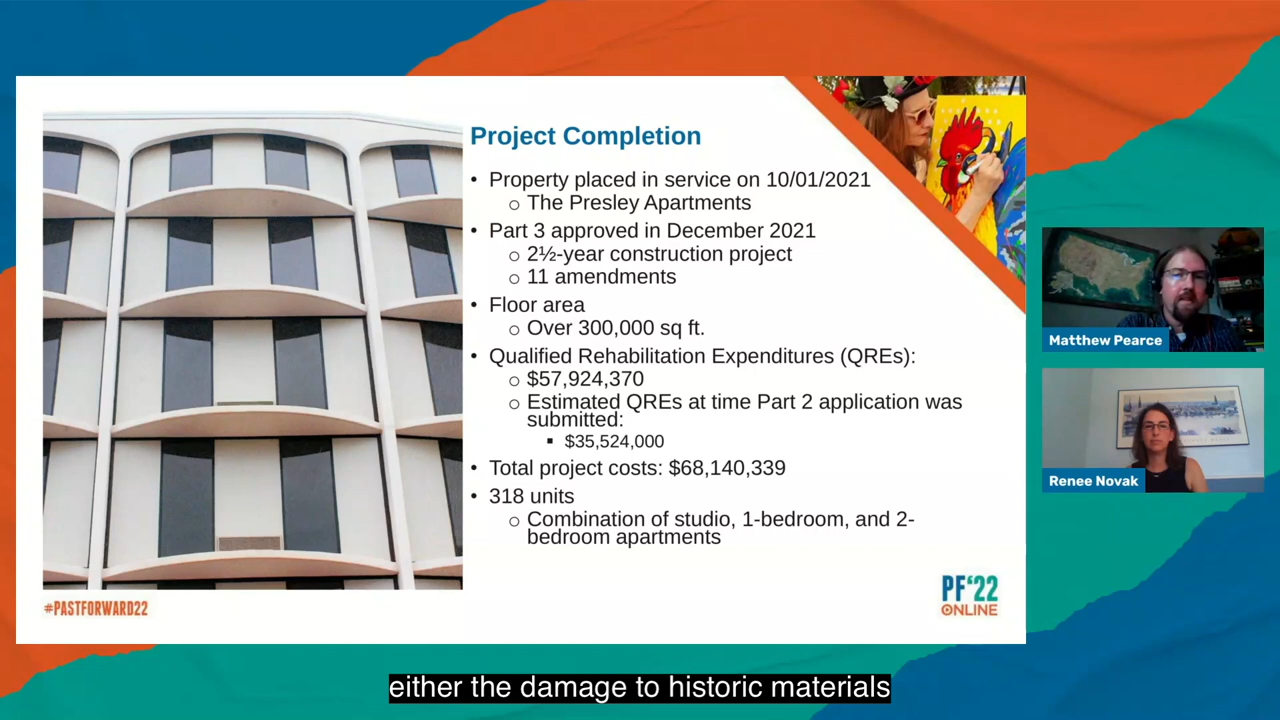 Project Completion
• Property placed in service on 10/01/2021
o The Presley Apartments
• Part 3 approved in December 2021
o 2½-year construction project
o 11 amendments
• Floor area
o Over 300,000 sq ft.
• Qualified Rehabilitation Expenditures (QREs):
o $57,924,370
o Estimated QREs at time Part 2 application was
submitted:
▪ $35,524,000
• Total project costs: $68,140,339
• 318 units
o Combination of studio, 1-bedroom, and 2-
bedroom apartments
#PASTFORWARD22
PF'22
ONLINE
Matthew Pearce
Renee Novak
either the damage to historic materials